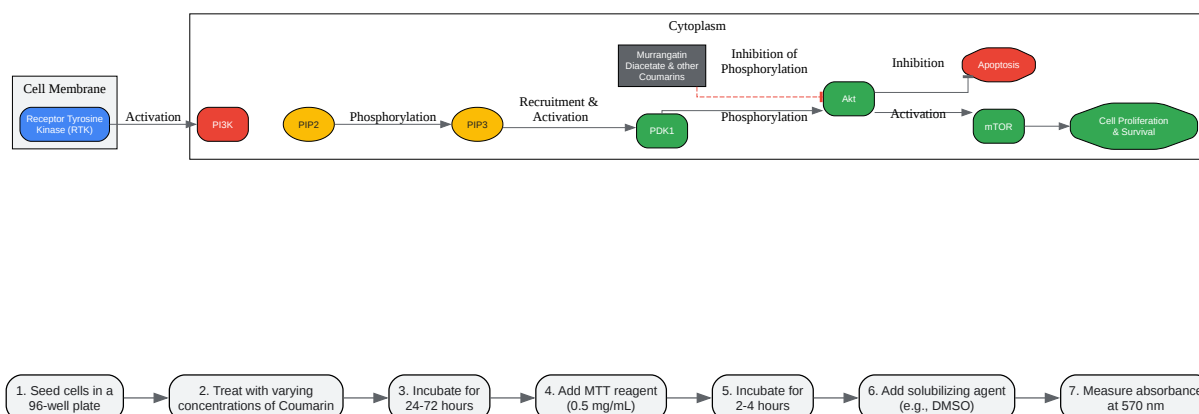 Cytoplasm
Cell Membrane
Receptor Tyrosine
Kinase (RTK)
Activation
PI3K
PIP2
Phosphorylation
PIP3
Recruitment &
Activation
PDK1
Murrangatin
Diacetate & other
Coumarins
Inhibition of
Phosphorylation
Phosphorylation
Akt
Inhibition
Apoptosis
Activation
mTOR
Cell Proliferation
& Survival
1. Seed cells in a
96-well plate
2. Treat with varying
concentrations of Coumarin
3. Incubate for
24-72 hours
4. Add MTT reagent
(0.5 mg/mL)
5. Incubate for
2-4 hours
6. Add solubilizing agent
(e.g., DMSO)
7. Measure absorbance
at 570 nm